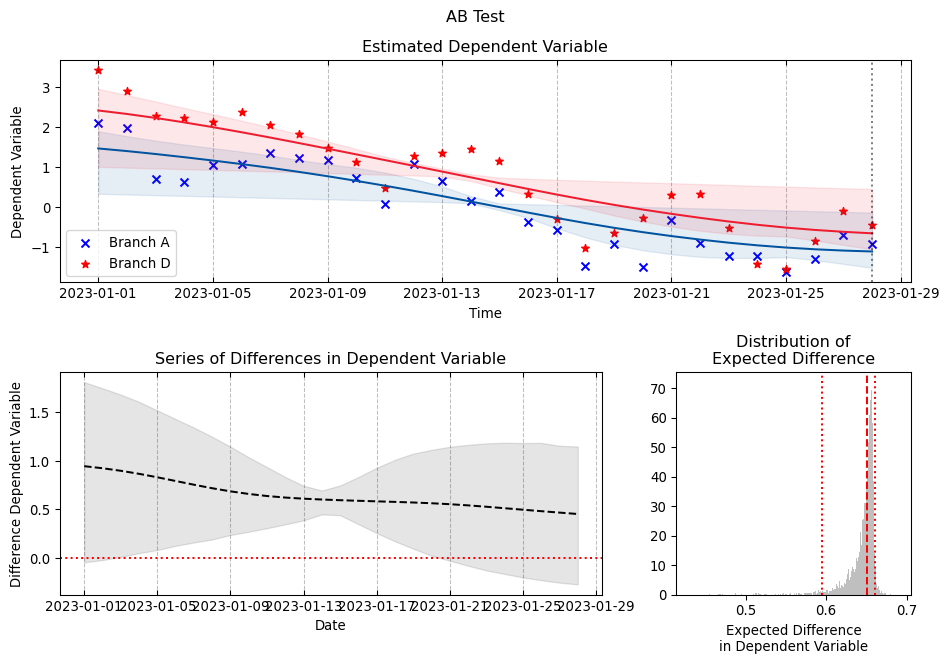 AB Test
Estimated Dependent Variable
Dependent Variable
3
2
1
0
−1
Branch A
Branch D
2023-01-01 2023-01-05 2023-01-09 2023-01-13 2023-01-17 2023-01-21 2023-01-25 2023-01-29
Time
Series of Differences in Dependent Variable
Difference Dependent Variable
1.5
1.0
0.5
0.0
2023-01-01 2023-01-05 2023-01-09 2023-01-13 2023-01-17 2023-01-21 2023-01-25 2023-01-29
Date
Distribution of
Expected Difference
70
60
50
40
30
20
10
0
0.5 0.6 0.7
Expected Difference
in Dependent Variable